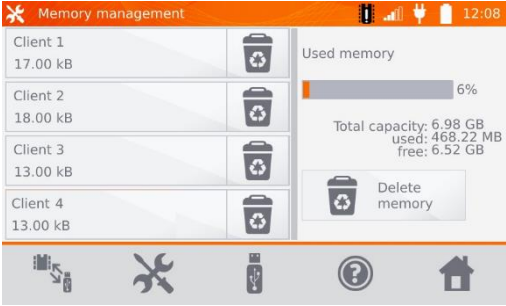 Memory management
12:08
Client 1
17.00 kB
Client 2
18.00 kB
Client 3
13.00 kB
Client 4
13.00 kB
Used memory
6%
Total capacity: 6.98 GB
used: 468.22 MB
free: 6.52 GB
Delete
memory